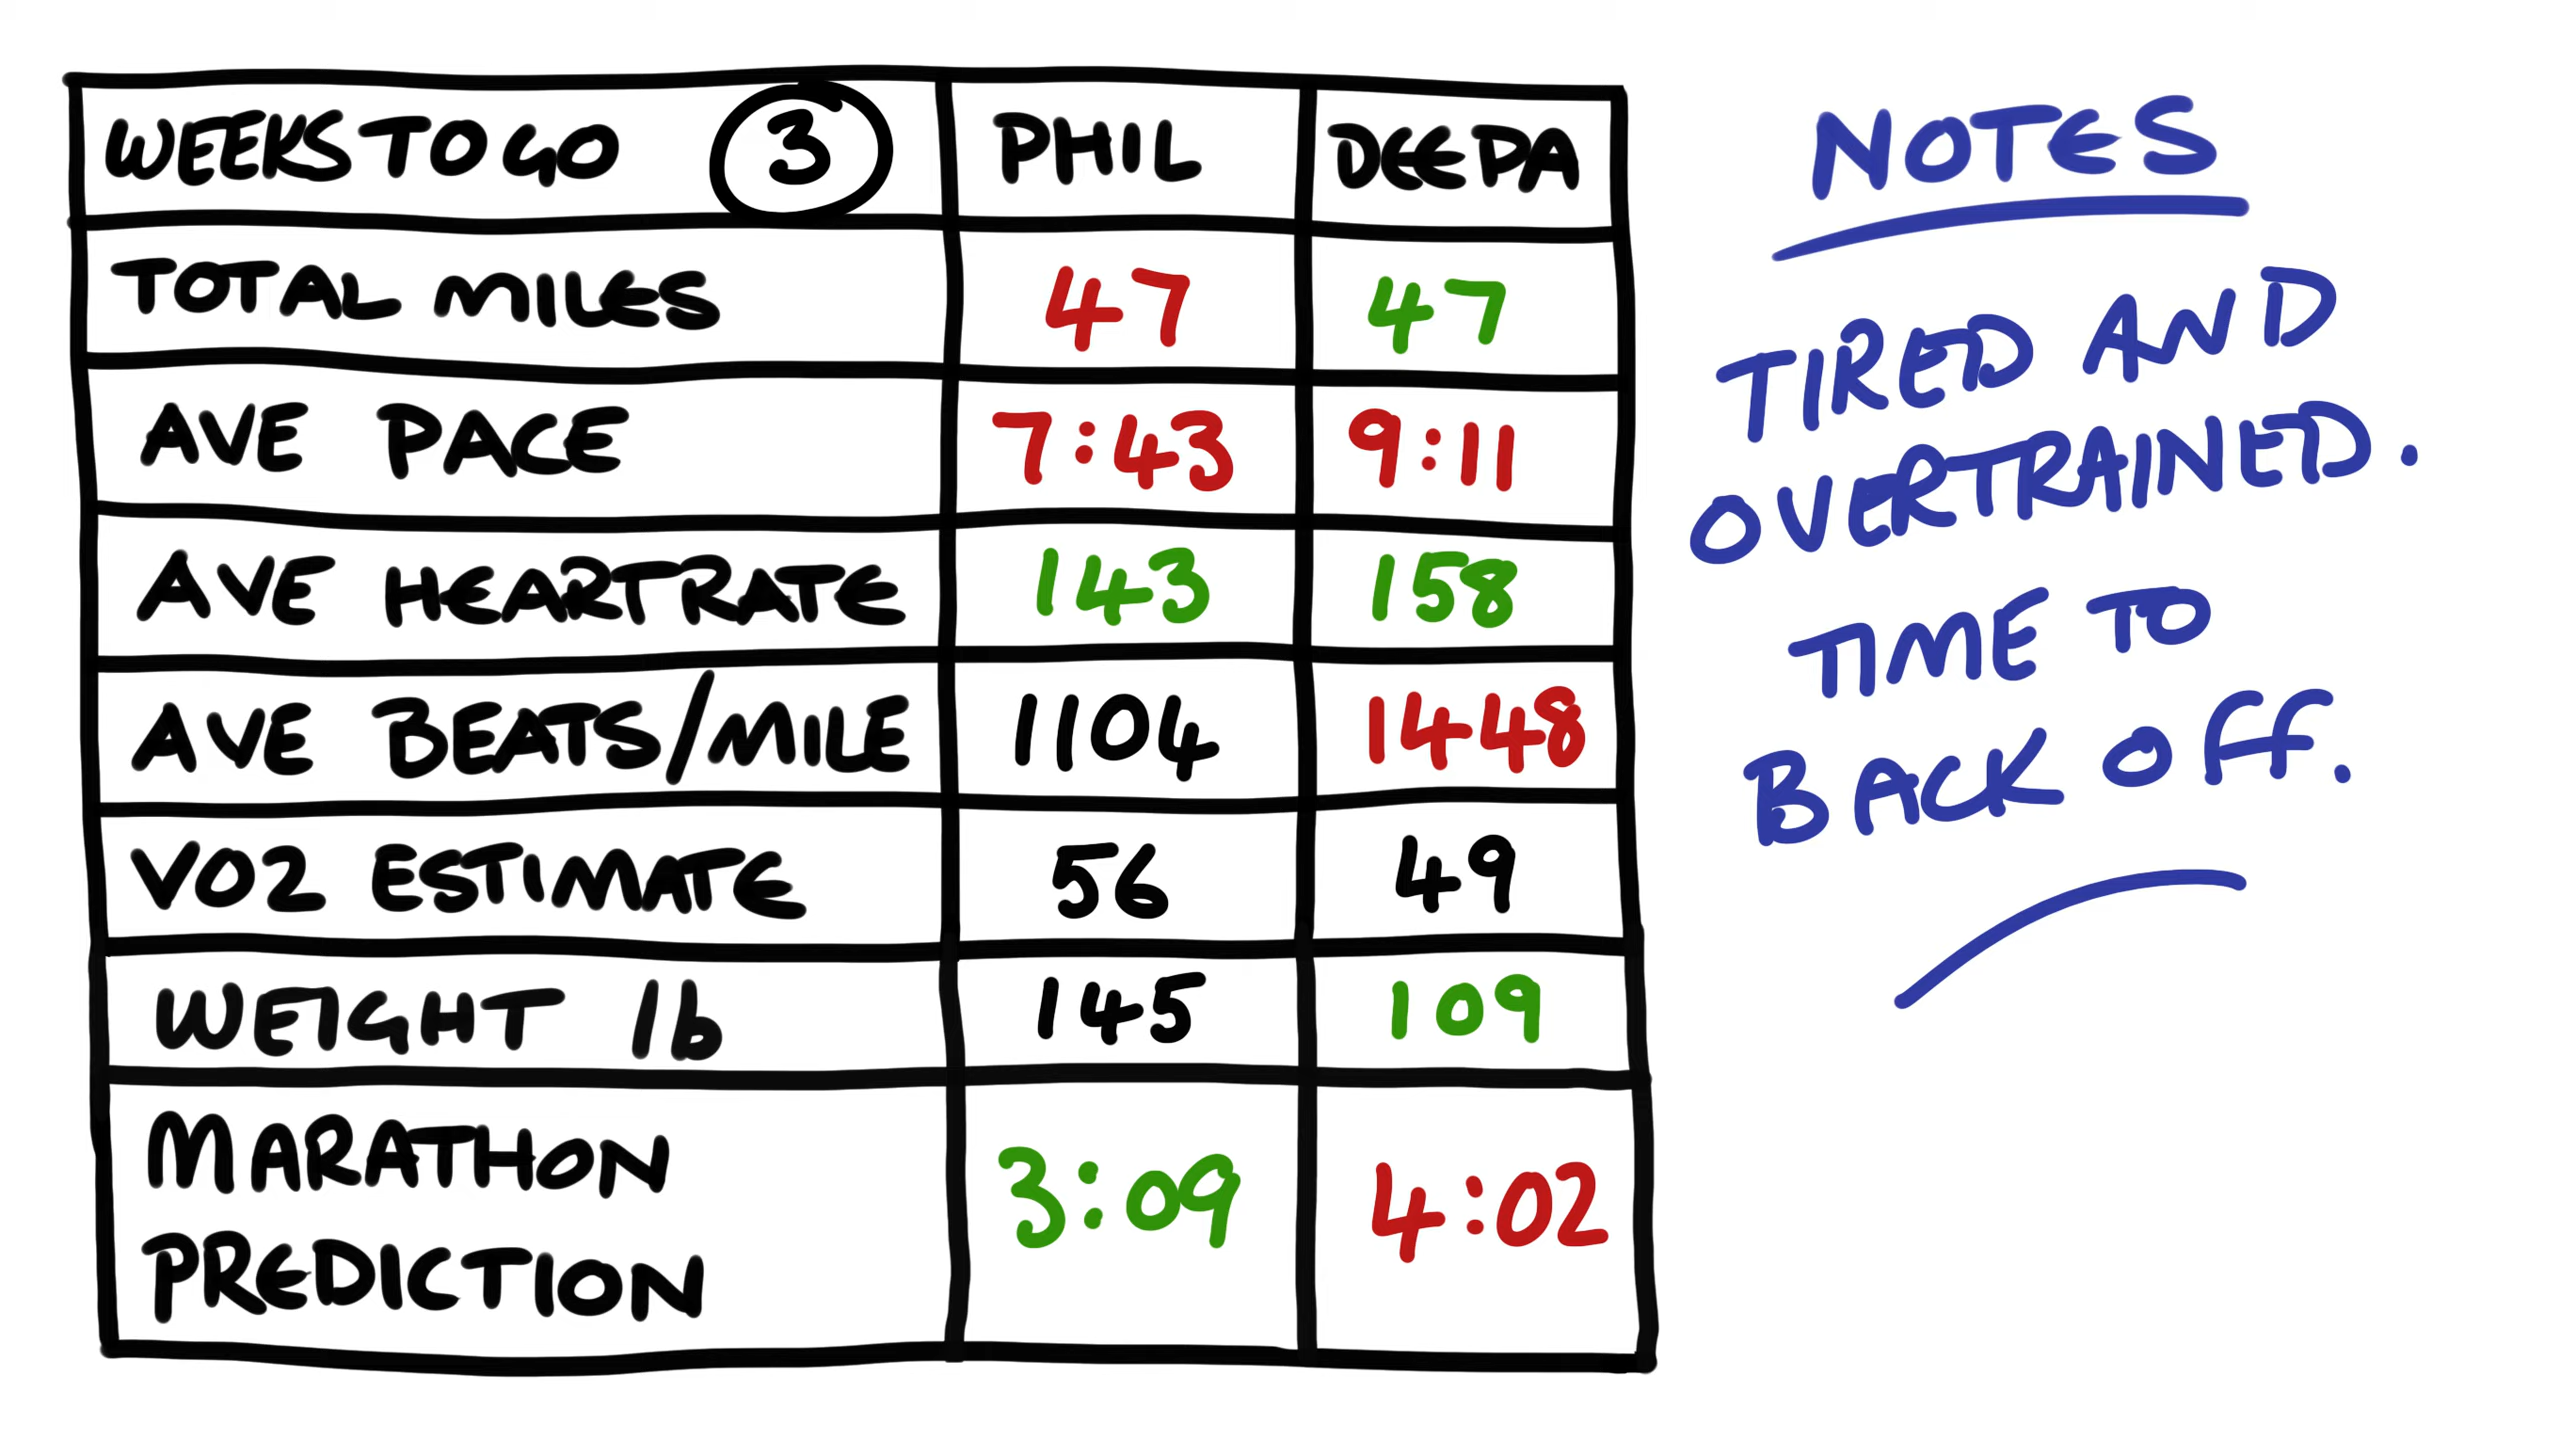 WEEKS TO GO 3 PHIL DEEPA
TOTAL MILES 47 47
AVE PACE 7:43 9:11
AVE HEARTRATE 143 158
AVE BEATS/MILE 1104 1448
VO2 ESTIMATE 56 49
WEIGHT lb 145 109
MARATHON
PREDICTION 3:09 4:02
NOTES
TIRED AND
OVERTRAINED.
TIME TO
BACK OFF.